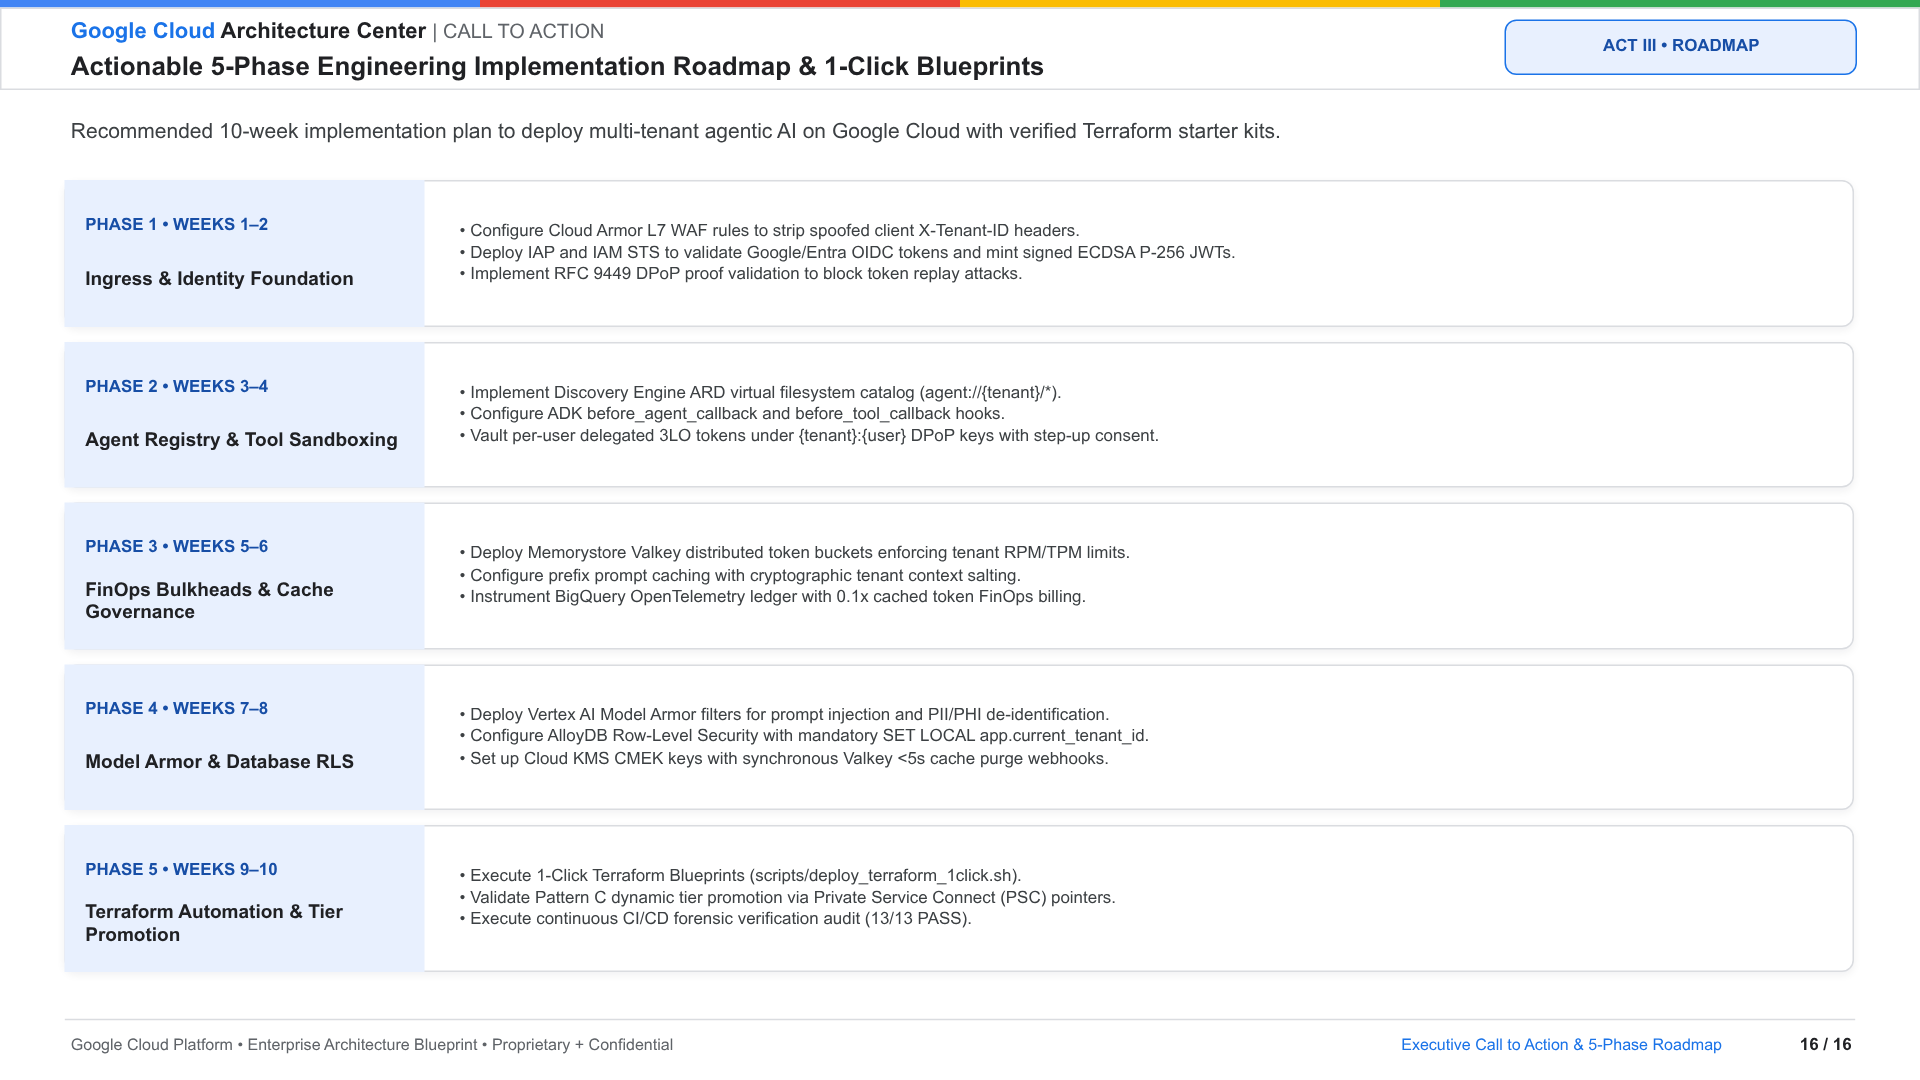 Google Cloud Architecture Center | CALL TO ACTION
Actionable 5-Phase Engineering Implementation Roadmap & 1-Click Blueprints
ACT III • ROADMAP
Recommended 10-week implementation plan to deploy multi-tenant agentic AI on Google Cloud with verified Terraform starter kits.
PHASE 1 • WEEKS 1–2
Ingress & Identity Foundation
• Configure Cloud Armor L7 WAF rules to strip spoofed client X-Tenant-ID headers.
• Deploy IAP and IAM STS to validate Google/Entra OIDC tokens and mint signed ECDSA P-256 JWTs.
• Implement RFC 9449 DPoP proof validation to block token replay attacks.
PHASE 2 • WEEKS 3–4
Agent Registry & Tool Sandboxing
• Implement Discovery Engine ARD virtual filesystem catalog (agent://{tenant}/*).
• Configure ADK before_agent_callback and before_tool_callback hooks.
• Vault per-user delegated 3LO tokens under {tenant}:{user} DPoP keys with step-up consent.
PHASE 3 • WEEKS 5–6
FinOps Bulkheads & Cache
Governance
• Deploy Memorystore Valkey distributed token buckets enforcing tenant RPM/TPM limits.
• Configure prefix prompt caching with cryptographic tenant context salting.
• Instrument BigQuery OpenTelemetry ledger with 0.1x cached token FinOps billing.
PHASE 4 • WEEKS 7–8
Model Armor & Database RLS
• Deploy Vertex AI Model Armor filters for prompt injection and PII/PHI de-identification.
• Configure AlloyDB Row-Level Security with mandatory SET LOCAL app.current_tenant_id.
• Set up Cloud KMS CMEK keys with synchronous Valkey <5s cache purge webhooks.
PHASE 5 • WEEKS 9–10
Terraform Automation & Tier
Promotion
• Execute 1-Click Terraform Blueprints (scripts/deploy_terraform_1click.sh).
• Validate Pattern C dynamic tier promotion via Private Service Connect (PSC) pointers.
• Execute continuous CI/CD forensic verification audit (13/13 PASS).
Google Cloud Platform • Enterprise Architecture Blueprint • Proprietary + Confidential
Executive Call to Action & 5-Phase Roadmap
16 / 16